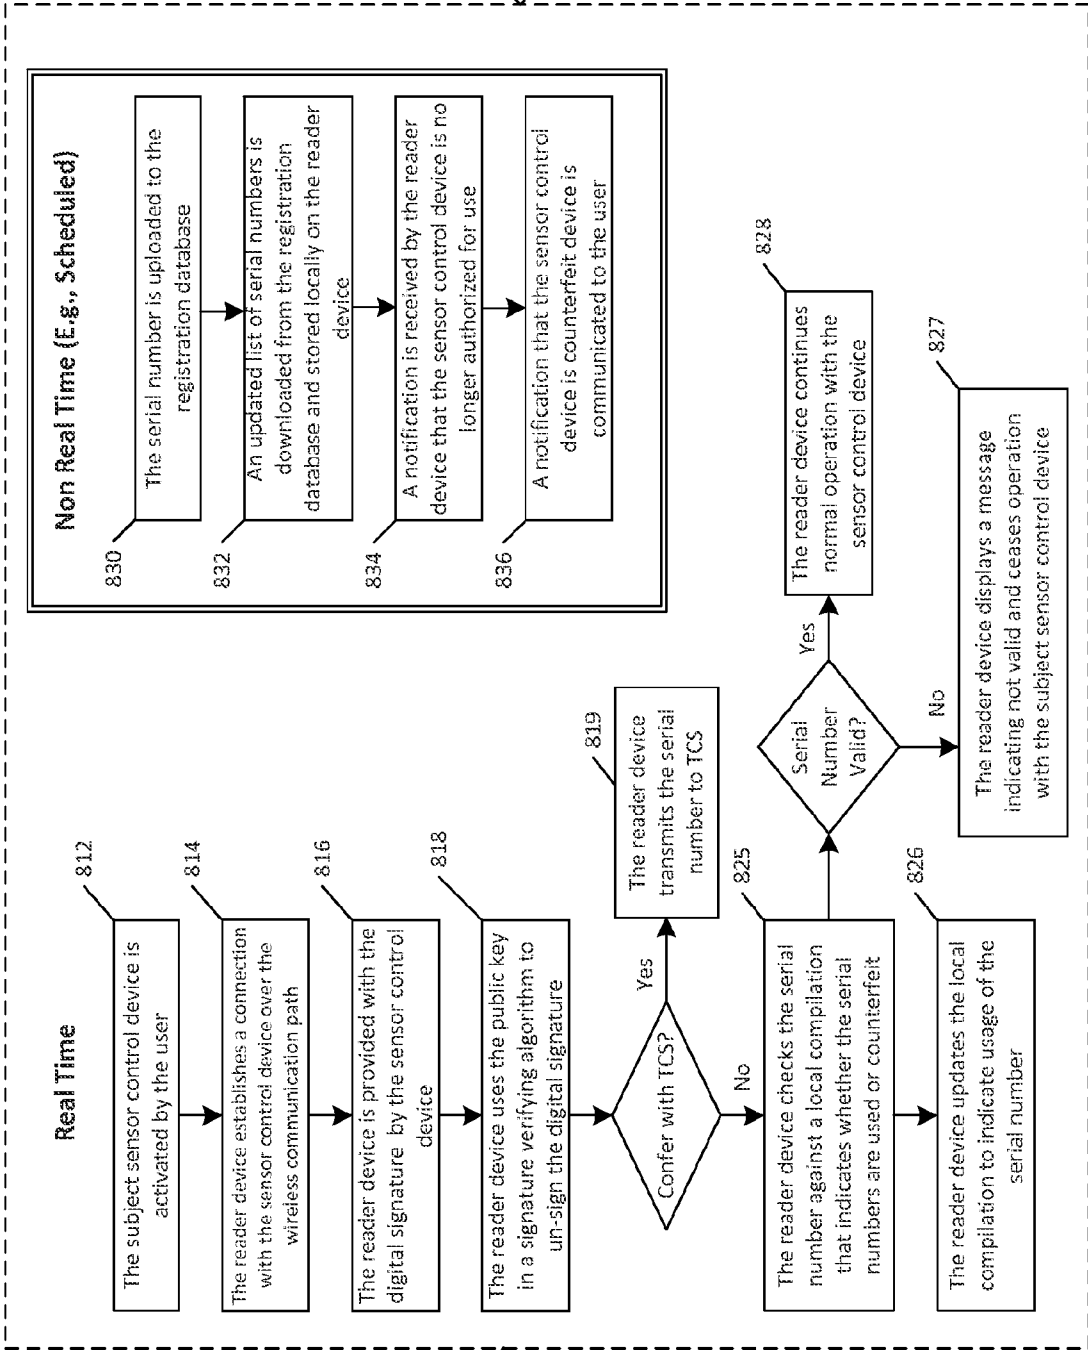 Real Time
812
The subject sensor control device is
activated by the user
814
The reader device establishes a connection
with the sensor control device over the
wireless communication path
816
The reader device is provided with the
digital signature by the sensor control
device
818
The reader device uses the public key
in a signature verifying algorithm to
un-sign the digital signature
Confer with TCS?
Yes
819
The reader device
transmits the serial
number to TCS
No
825
The reader device checks the serial
number against a local compilation
that indicates whether the serial
numbers are used or counterfeit
826
The reader device updates the local
compilation to indicate usage of the
serial number
Serial
Number
Valid?
Yes
828
The reader device continues
normal operation with the
sensor control device
No
827
The reader device displays a message
indicating not valid and ceases operation
with the subject sensor control device
Non Real Time (E.g., Scheduled)
830
The serial number is uploaded to the
registration database
832
An updated list of serial numbers is
downloaded from the registration
database and stored locally on the reader
device
834
A notification is received by the reader
device that the sensor control device is no
longer authorized for use
836
A notification that the sensor control
device is counterfeit device is
communicated to the user